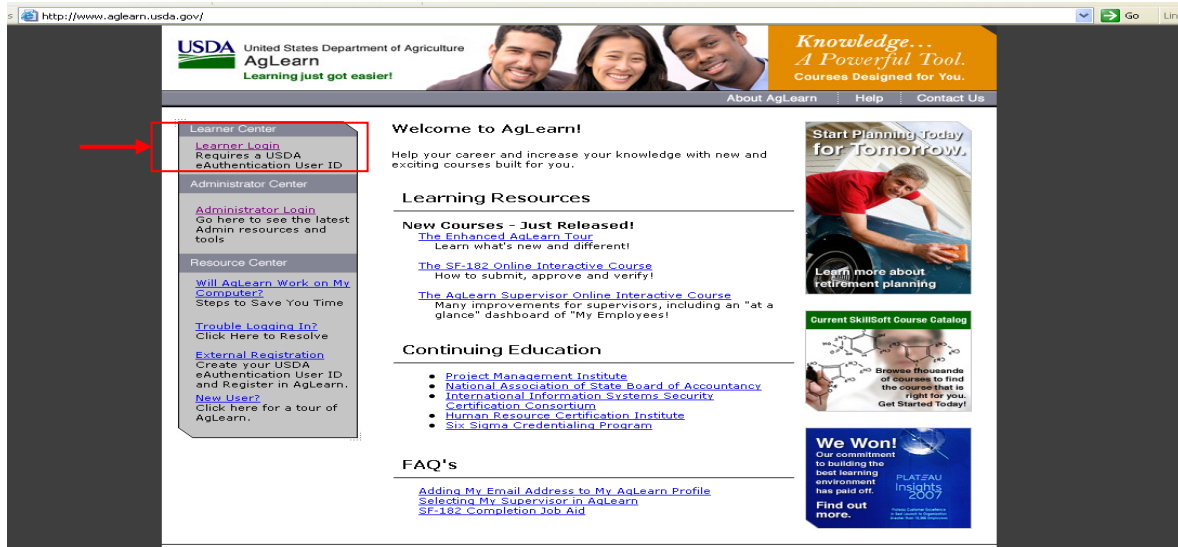 http://www.aglearn.usda.gov/
Go
Lin
USDA
United States Department of Agriculture
AgLearn
Learning just got easier!
Knowledge...
A Powerful Tool.
Courses Designed for You.
About AgLearn
Help
Contact Us
Learner Center
Learner Login
Requires a USDA
eAuthentication User ID
Administrator Center
Administrator Login
Go here to see the latest
Admin resources and
tools
Resource Center
Will AgLearn Work on My
Computer?
Steps to Save You Time
Trouble Logging In?
Click Here to Resolve
External Registration
Create your USDA
eAuthentication User ID
and Register in AgLearn.
New User?
Click here for a tour of
AgLearn.
Welcome to AgLearn!
Help your career and increase your knowledge with new and
exciting courses built for you.
Learning Resources
New Courses - Just Released!
The Enhanced AgLearn Tour
Learn what's new and different!
The SF-182 Online Interactive Course
How to submit, approve and verify!
The AgLearn Supervisor Online Interactive Course
Many improvements for supervisors, including an "at a
glance" dashboard of "My Employees!
Continuing Education
Project Management Institute
National Association of State Board of Accountancy
International Information Systems Security
Certification Consortium
Human Resource Certification Institute
Six Sigma Credentialing Program
FAQ's
Adding My Email Address to My AgLearn Profile
Selecting My Supervisor in AgLearn
SF-182 Completion Job Aid
Start Planning Today
for Tomorrow.
Learn more about
retirement planning
Current SkillSoft Course Catalog
Browse thousands
of courses to find
the course that is
right for you.
Get Started Today!
We Won!
Our commitment
to building the
best learning
environment
has paid off.
Find out
more.
PLATEAU
Insights
2007